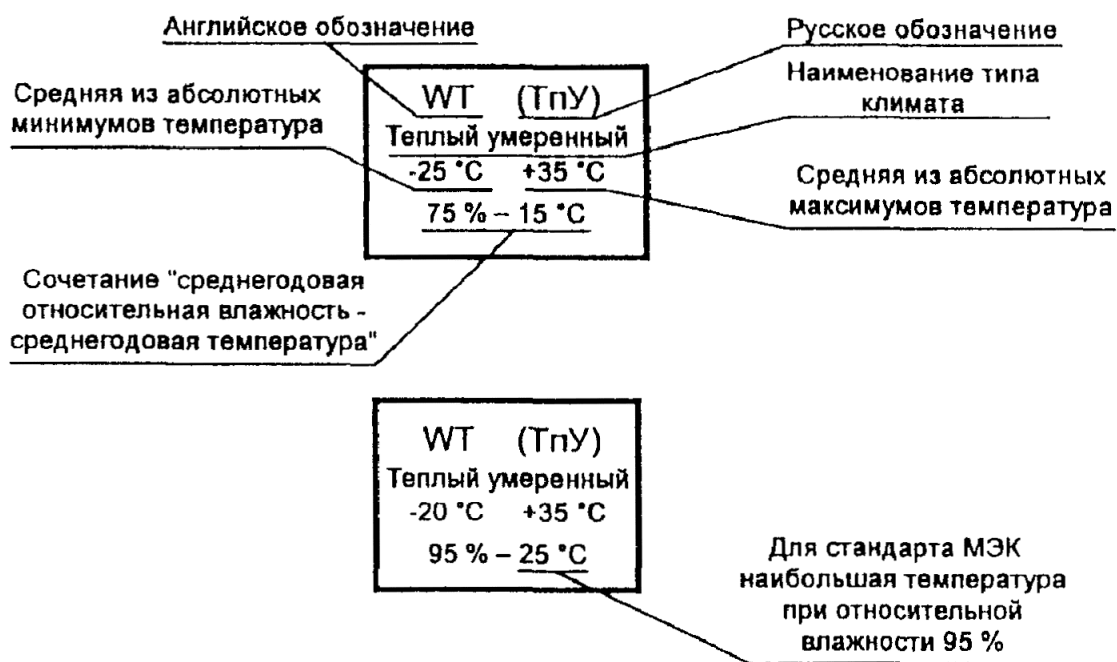 Английское обозначение
Русское обозначение
Средняя из абсолютных
минимумов температура
WT (ТпУ)
Теплый умеренный
-25 °С +35 °С
75 % – 15 °С
Наименование типа
климата
Средняя из абсолютных
максимумов температура
Сочетание "среднегодовая
относительная влажность -
среднегодовая температура"
WT (ТпУ)
Теплый умеренный
-20 °С +35 °С
95 % – 25 °С
Для стандарта МЭК
наибольшая температура
при относительной
влажности 95 %